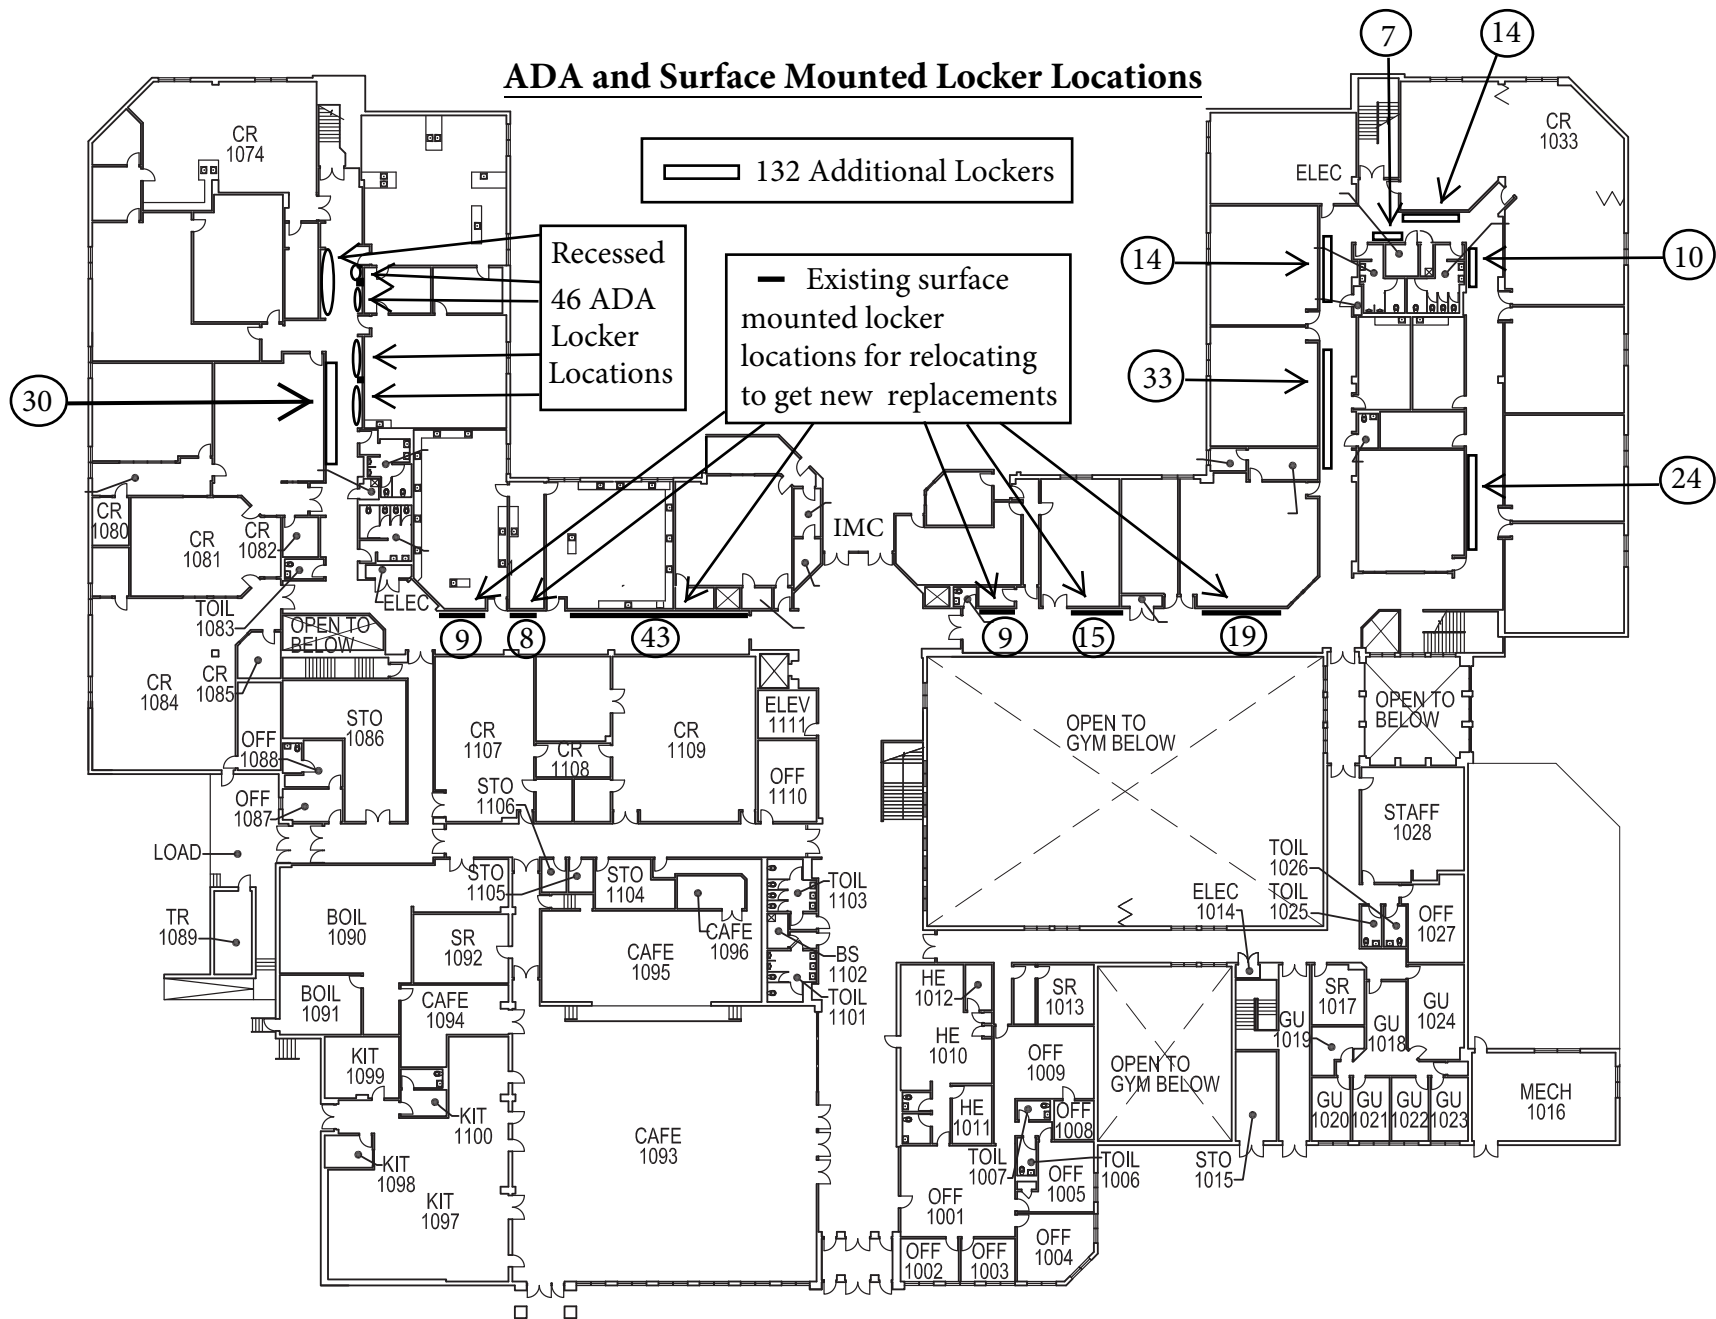 7
14
ADA and Surface Mounted Locker Locations
132 Additional Lockers
CR
1074
CR
1033
ELEC
Recessed
46 ADA
Locker
Locations
Existing surface
mounted locker
locations for relocating
to get new replacements
14
10
30
33
24
CR
1080
CR
1081
CR
1082
IMC
TOIL
1083
ELEC
OPEN TO
BELOW
9
8
43
9
15
19
CR
1085
CR
1084
STO
1086
OFF
1088
OFF
1087
CR
1107
CR
1108
CR
1109
STO
1106
ELEV
1111
OFF
1110
OPEN TO
GYM BELOW
OPEN TO
BELOW
STAFF
1028
LOAD
TR
1089
BOIL
1090
STO
1105
STO
1104
SR
1092
CAFE
1095
CAFE
1096
TOIL
1103
BS
1102
TOIL
1101
TOIL
1026
TOIL
1025
ELEC
1014
OFF
1027
BOIL
1091
CAFE
1094
KIT
1099
KIT
1100
KIT
1098
KIT
1097
CAFE
1093
HE
1012
HE
1010
SR
1013
OFF
1009
HE
1011
OFF
1008
TOIL
1007
TOIL
1006
OFF
1005
OFF
1001
OFF
1002
OFF
1003
OFF
1004
OPEN TO
GYM BELOW
STO
1015
SR
1017
GU
1019
GU
1018
GU
1024
GU
1020
GU
1021
GU
1022
GU
1023
MECH
1016